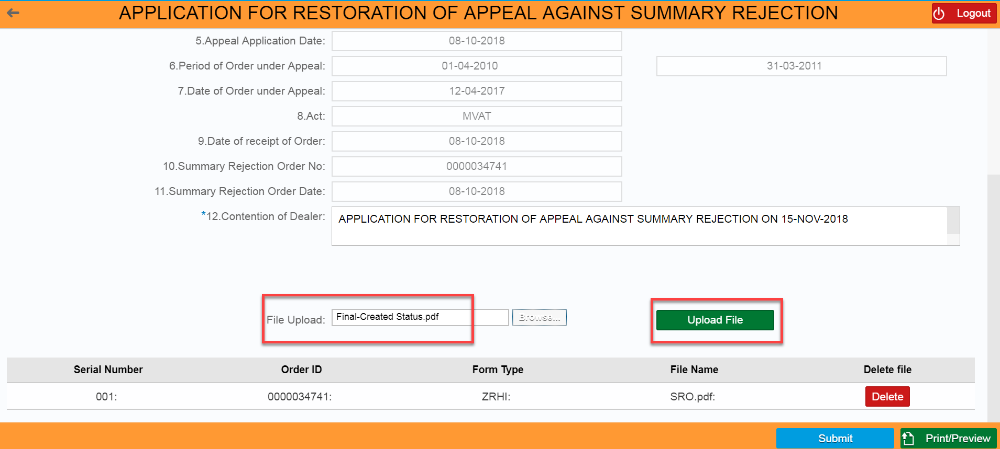 APPLICATION FOR RESTORATION OF APPEAL AGAINST SUMMARY REJECTION
Logout
5.Appeal Application Date: 08-10-2018
6.Period of Order under Appeal: 01-04-2010 31-03-2011
7.Date of Order under Appeal: 12-04-2017
8.Act: MVAT
9.Date of receipt of Order: 08-10-2018
10.Summary Rejection Order No: 0000034741
11.Summary Rejection Order Date: 08-10-2018
*12.Contention of Dealer: APPLICATION FOR RESTORATION OF APPEAL AGAINST SUMMARY REJECTION ON 15-NOV-2018
File Upload: Final-Created Status.pdf Browse... Upload File
Serial Number Order ID Form Type File Name Delete file
001: 0000034741: ZRHI: SRO.pdf: Delete
Submit Print/Preview